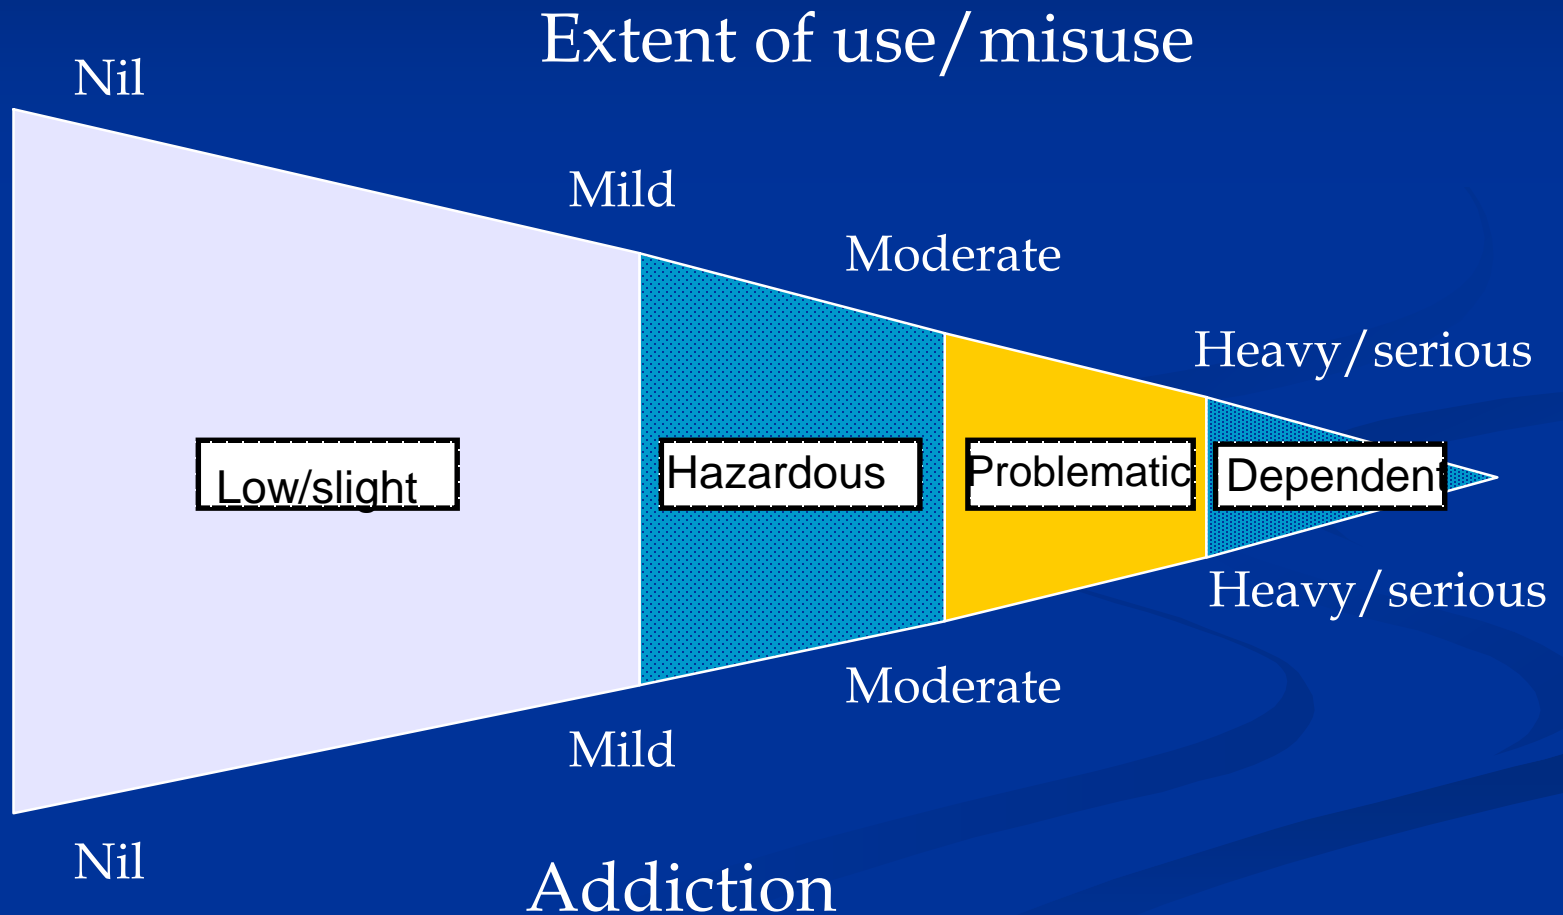 Extent of use/misuse
Nil
Mild
Moderate
Heavy/serious
Low/slight
Hazardous
Problematic
Dependent
Heavy/serious
Moderate
Mild
Nil
Addiction